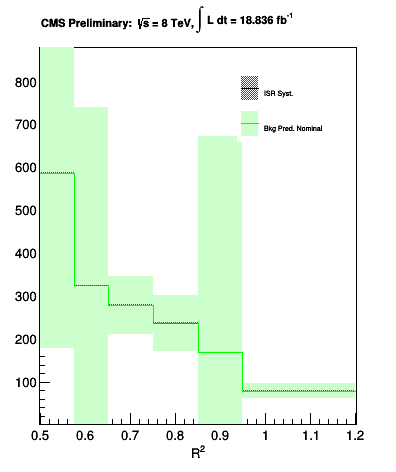 CMS Preliminary: √s = 8 TeV, ∫ L dt = 18.836 fb⁻¹
ISR Syst.
Bkg Pred. Nominal
800
700
600
500
400
300
200
100
0.5 0.6 0.7 0.8 0.9 1 1.1 1.2
R²